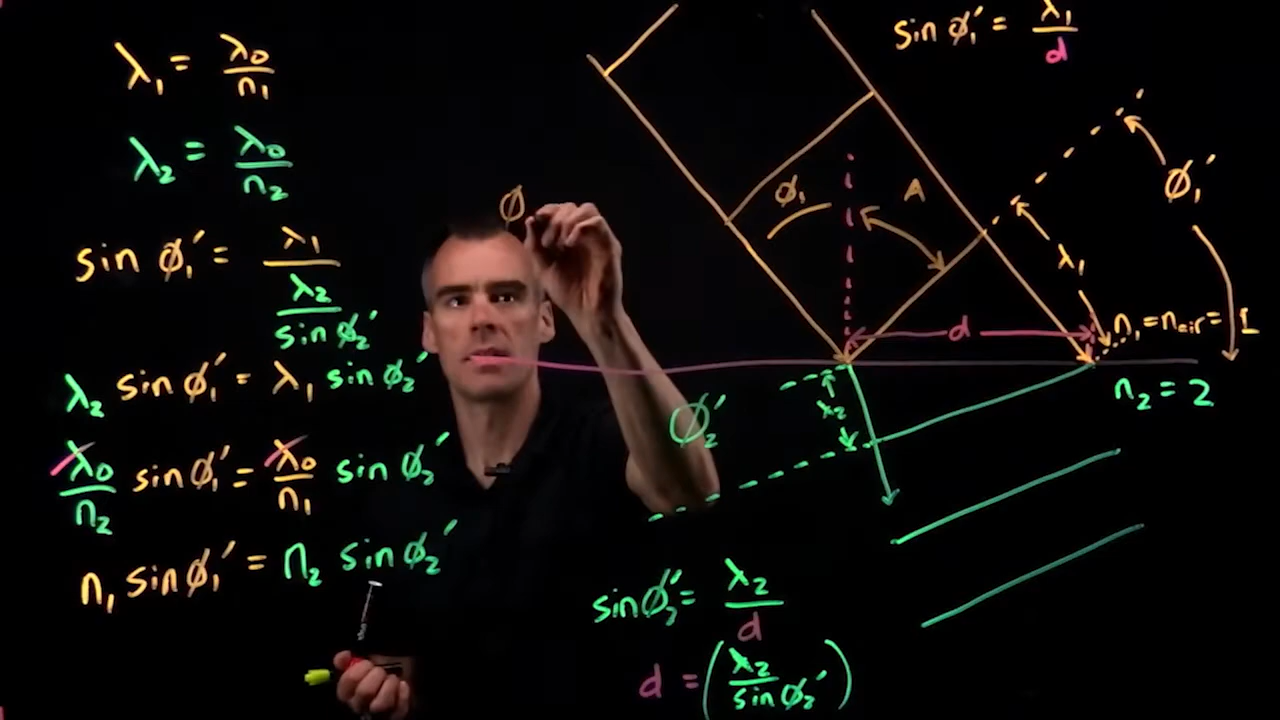 λ₁ = λ₀/n₁
λ₂ = λ₀/n₂
sin ϕ₁′ = λ₁/(λ₂/sin ϕ₂′)
λ₂ sin ϕ₁′ = λ₁ sin ϕ₂′
λ₀/n₂ sin ϕ₁′ = λ₀/n₁ sin ϕ₂′
n₁ sin ϕ₁′ = n₂ sin ϕ₂′
ϕ
sin ϕ₁′ = λ₁/d
ϕ₁
A
ϕ₁′
λ₁
d
n₁ = nₐᵢᵣ = 1
n₂ = 2
λ₂
ϕ₂′
sin ϕ₂′ = λ₂/d
d = (λ₂/sin ϕ₂′)